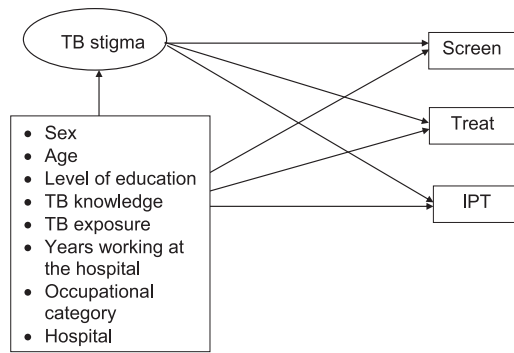 TB stigma
Screen
Treat
IPT
• Sex
• Age
• Level of education
• TB knowledge
• TB exposure
• Years working at
the hospital
• Occupational
category
• Hospital